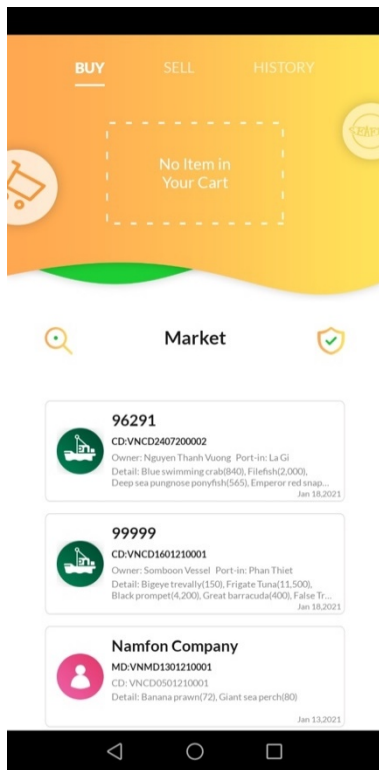 BUY SELL HISTORY
No Item in
Your Cart
Market
96291
CD:VNCD2407200002
Owner: Nguyen Thanh Vuong Port-in: La Gi
Detail: Blue swimming crab(840), Filefish(2,000),
Deep sea pungnose ponyfish(565), Emperor red snap...
Jan 18,2021
99999
CD:VNCD1601210001
Owner: Somboon Vessel Port-in: Phan Thiet
Detail: Bigeye trevally(150), Frigate Tuna(11,500),
Black prompet(4,200), Great barracuda(400), False Tr...
Jan 18,2021
Namfon Company
MD:VNMD1301210001
CD: VNCD0501210001
Detail: Banana prawn(72), Giant sea perch(80)
Jan 13,2021